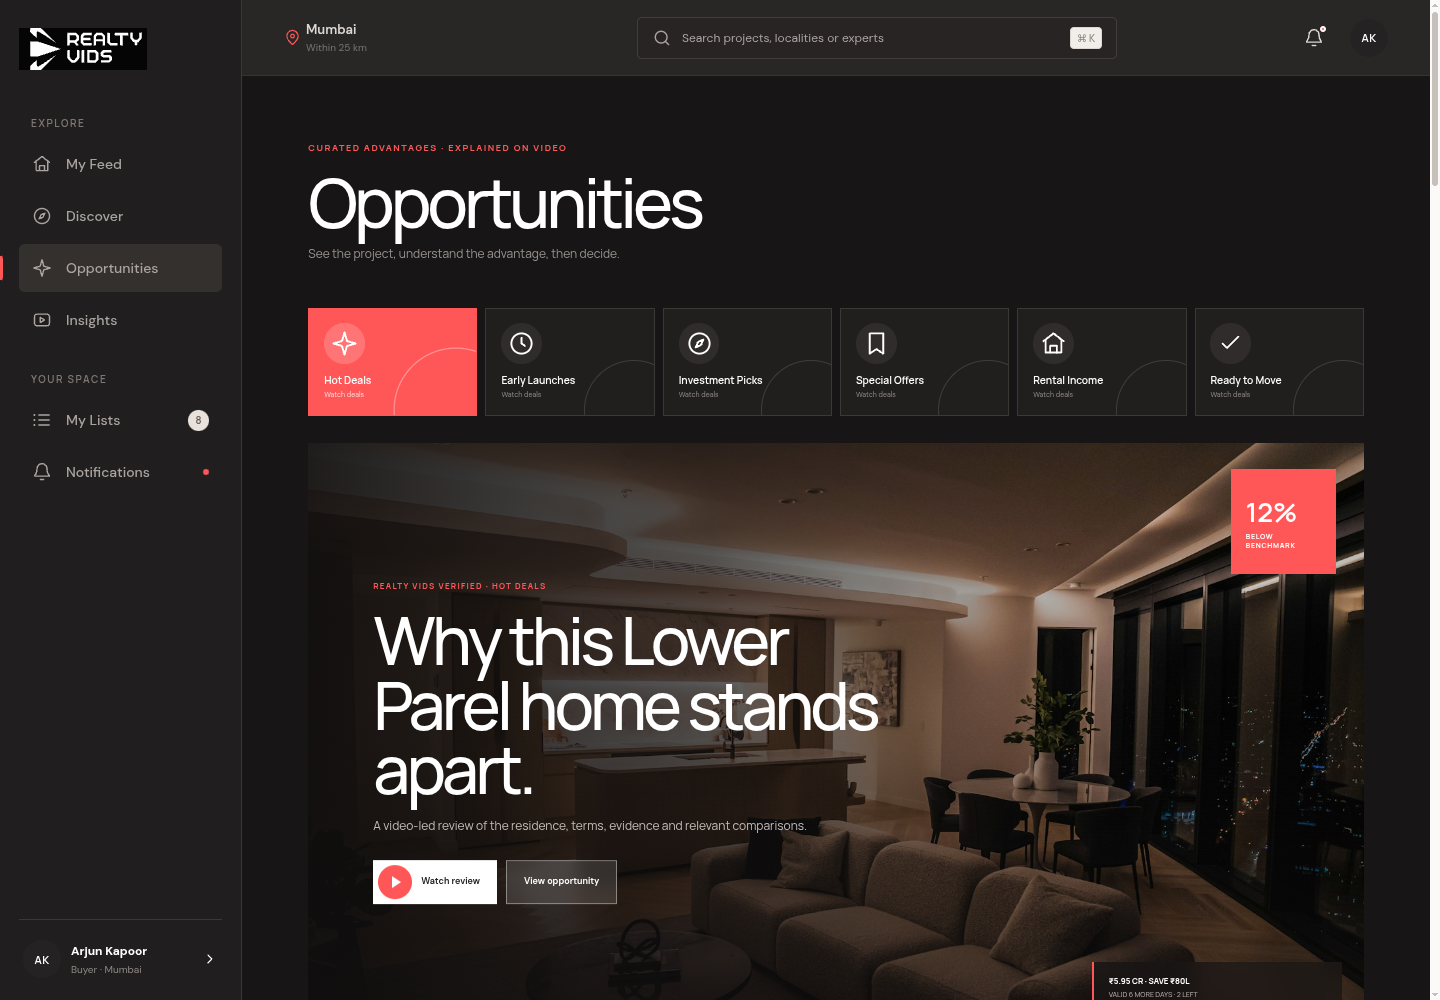 REALTY
VIDS
Mumbai
Within 25 km
Search projects, localities or experts
⌘ K
AK
EXPLORE
My Feed
Discover
Opportunities
Insights
YOUR SPACE
My Lists
8
Notifications
Arjun Kapoor
Buyer · Mumbai
AK
CURATED ADVANTAGES · EXPLAINED ON VIDEO
Opportunities
See the project, understand the advantage, then decide.
Hot Deals
Watch deals
Early Launches
Watch deals
Investment Picks
Watch deals
Special Offers
Watch deals
Rental Income
Watch deals
Ready to Move
Watch deals
12%
BELOW
BENCHMARK
REALTY VIDS VERIFIED · HOT DEALS
Why this Lower
Parel home stands
apart.
A video-led review of the residence, terms, evidence and relevant comparisons.
Watch review
View opportunity
₹5.95 CR · SAVE ₹80L
VALID 6 MORE DAYS · 2 LEFT